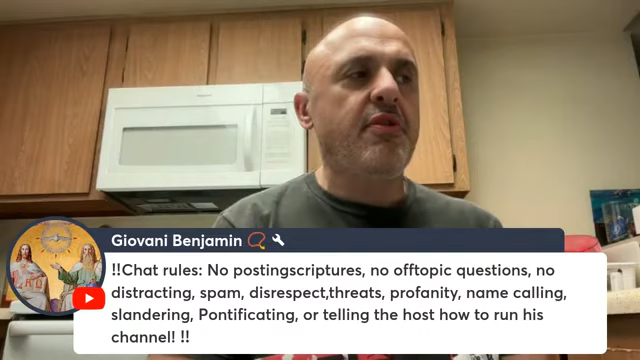 Giovani Benjamin
!!Chat rules: No postingscriptures, no offtopic questions, no
distracting, spam, disrespect,threats, profanity, name calling,
slandering, Pontificating, or telling the host how to run his
channel! !!